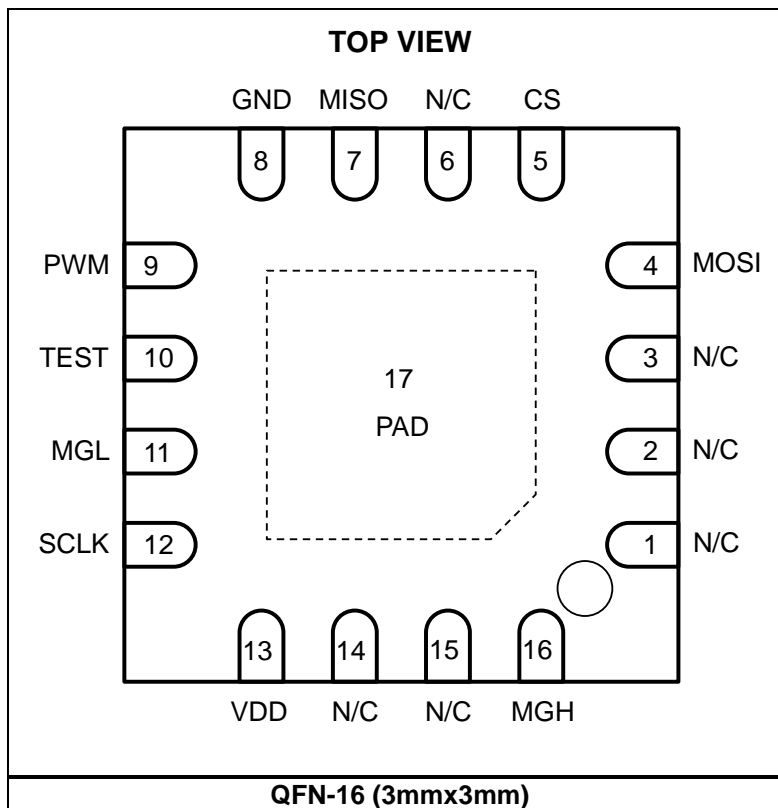 TOP VIEW
GND MISO N/C CS
8 7 6 5
PWM 9 4 MOSI
TEST 10 3 N/C
17
PAD
MGL 11 2 N/C
SCLK 12 1 N/C
13 14 15 16
VDD N/C N/C MGH
QFN-16 (3mmx3mm)